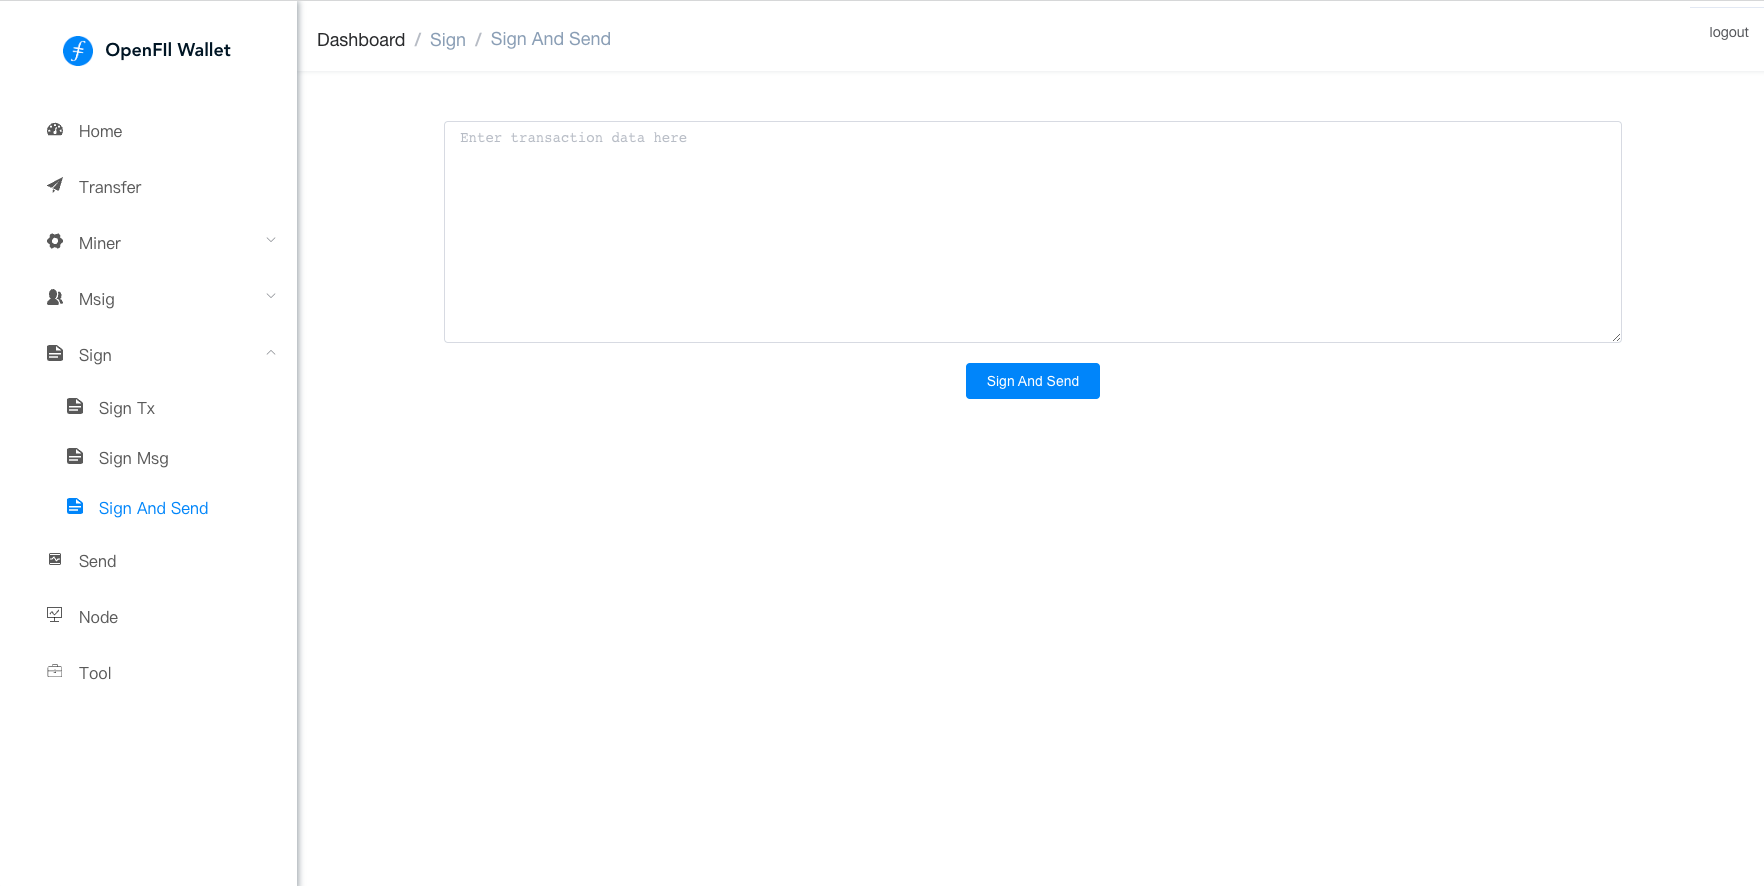 OpenFIl Wallet
Home
Transfer
Miner
Msig
Sign
Sign Tx
Sign Msg
Sign And Send
Send
Node
Tool
Dashboard / Sign / Sign And Send
logout
Enter transaction data here
Sign And Send